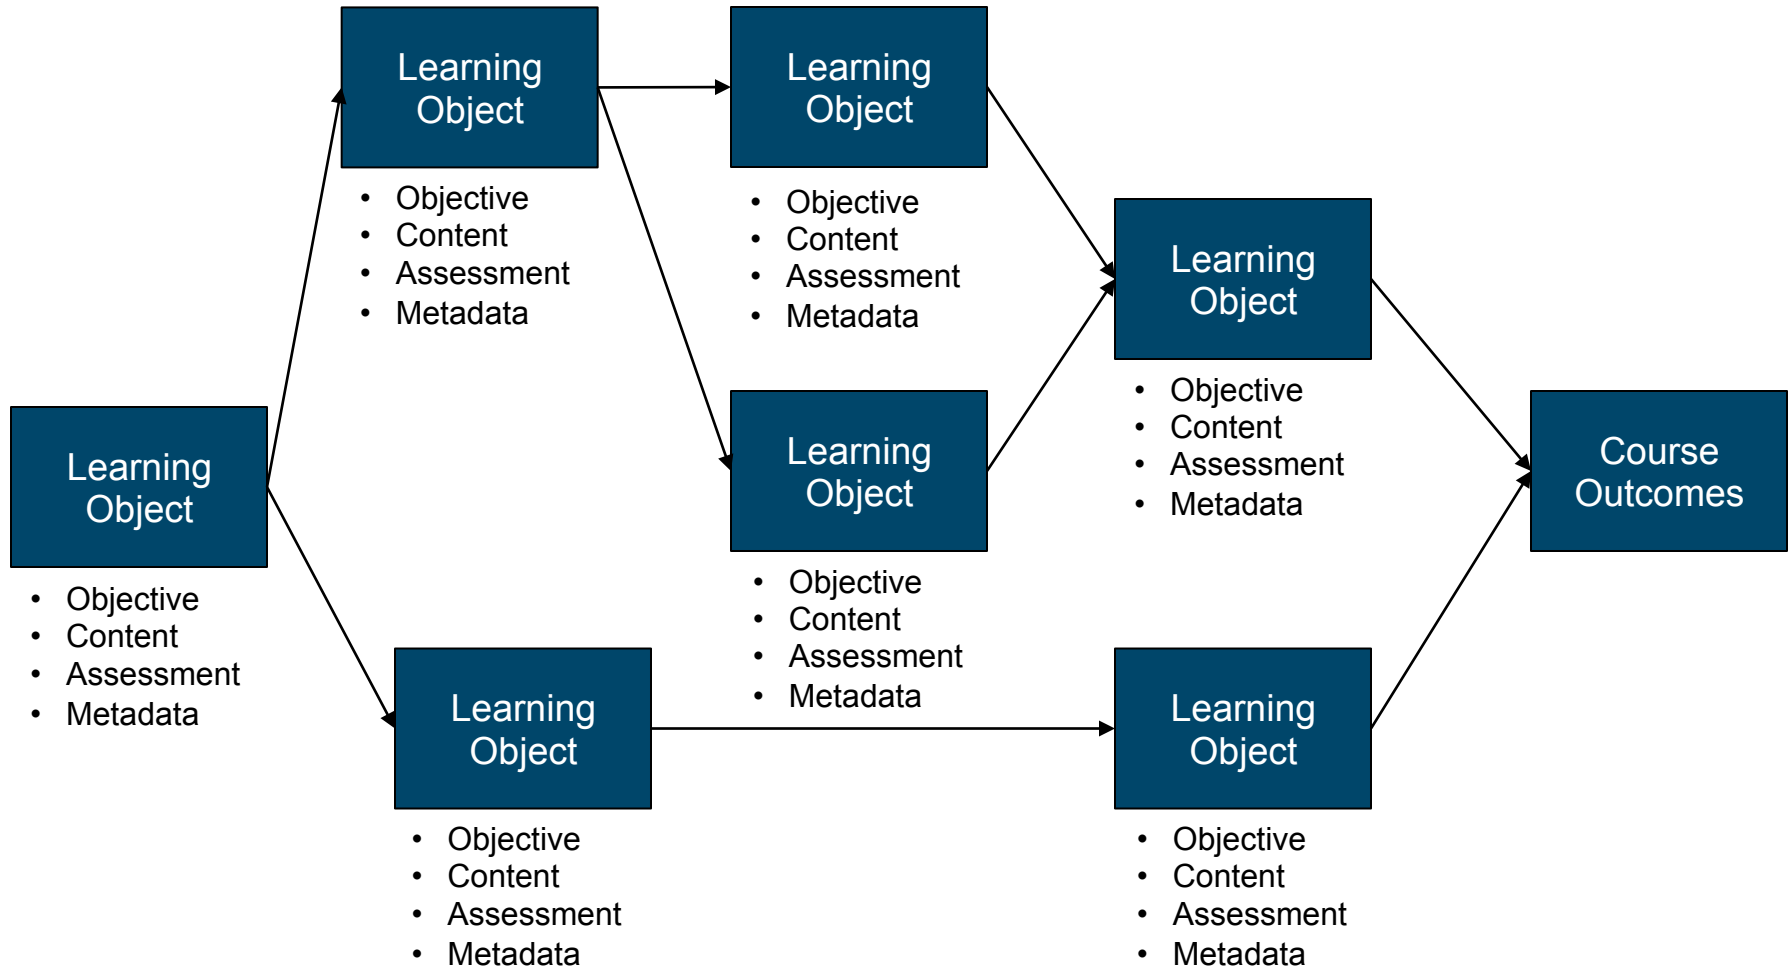 Learning
Object
• Objective
• Content
• Assessment
• Metadata
Learning
Object
• Objective
• Content
• Assessment
• Metadata
Learning
Object
• Objective
• Content
• Assessment
• Metadata
Learning
Object
• Objective
• Content
• Assessment
• Metadata
Learning
Object
• Objective
• Content
• Assessment
• Metadata
Learning
Object
• Objective
• Content
• Assessment
• Metadata
Learning
Object
• Objective
• Content
• Assessment
• Metadata
Course
Outcomes